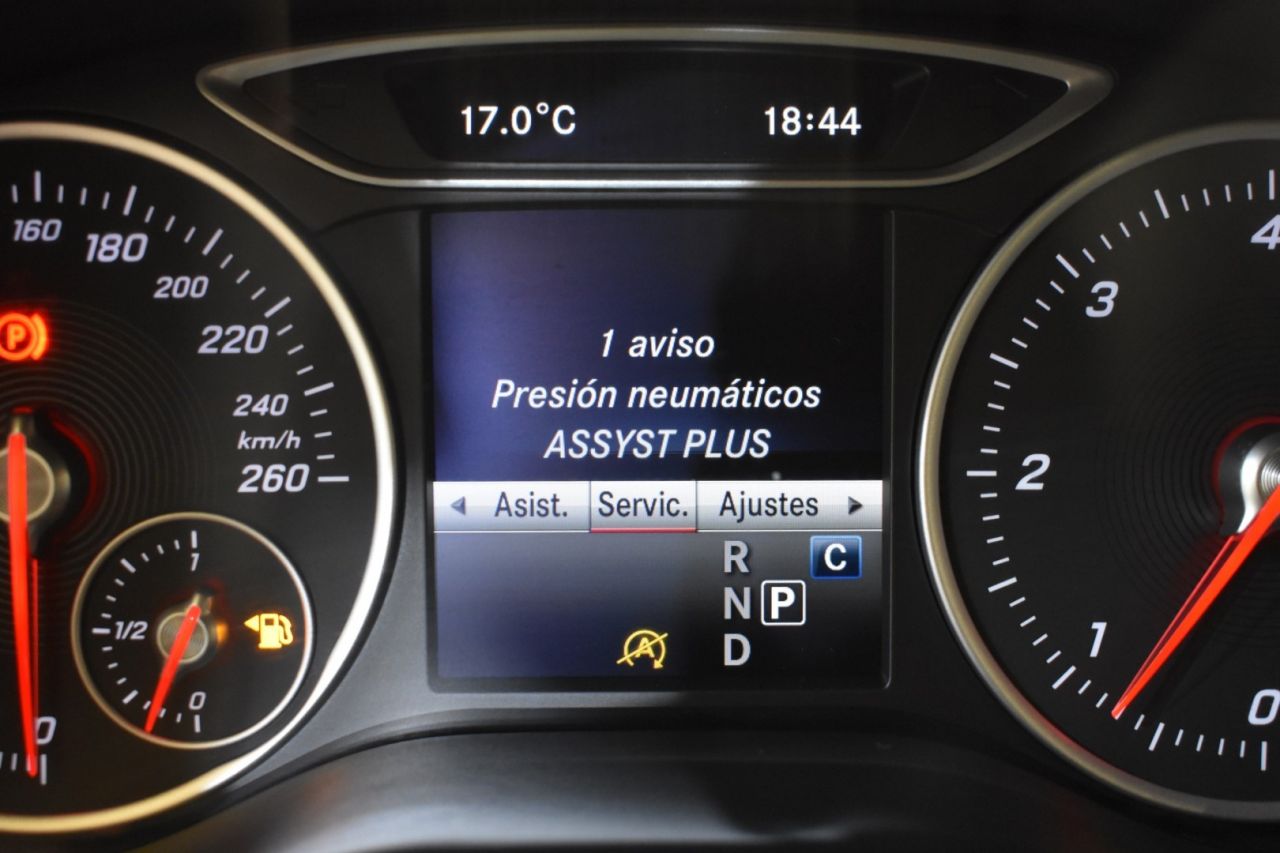 17.0°C 18:44
160
180
200
220
240
km/h
260
P
1
1/2
0
0
1 aviso
Presión neumáticos
ASSYST PLUS
Asist. Servic. Ajustes
R C
N P
A D
4
3
2
1
0